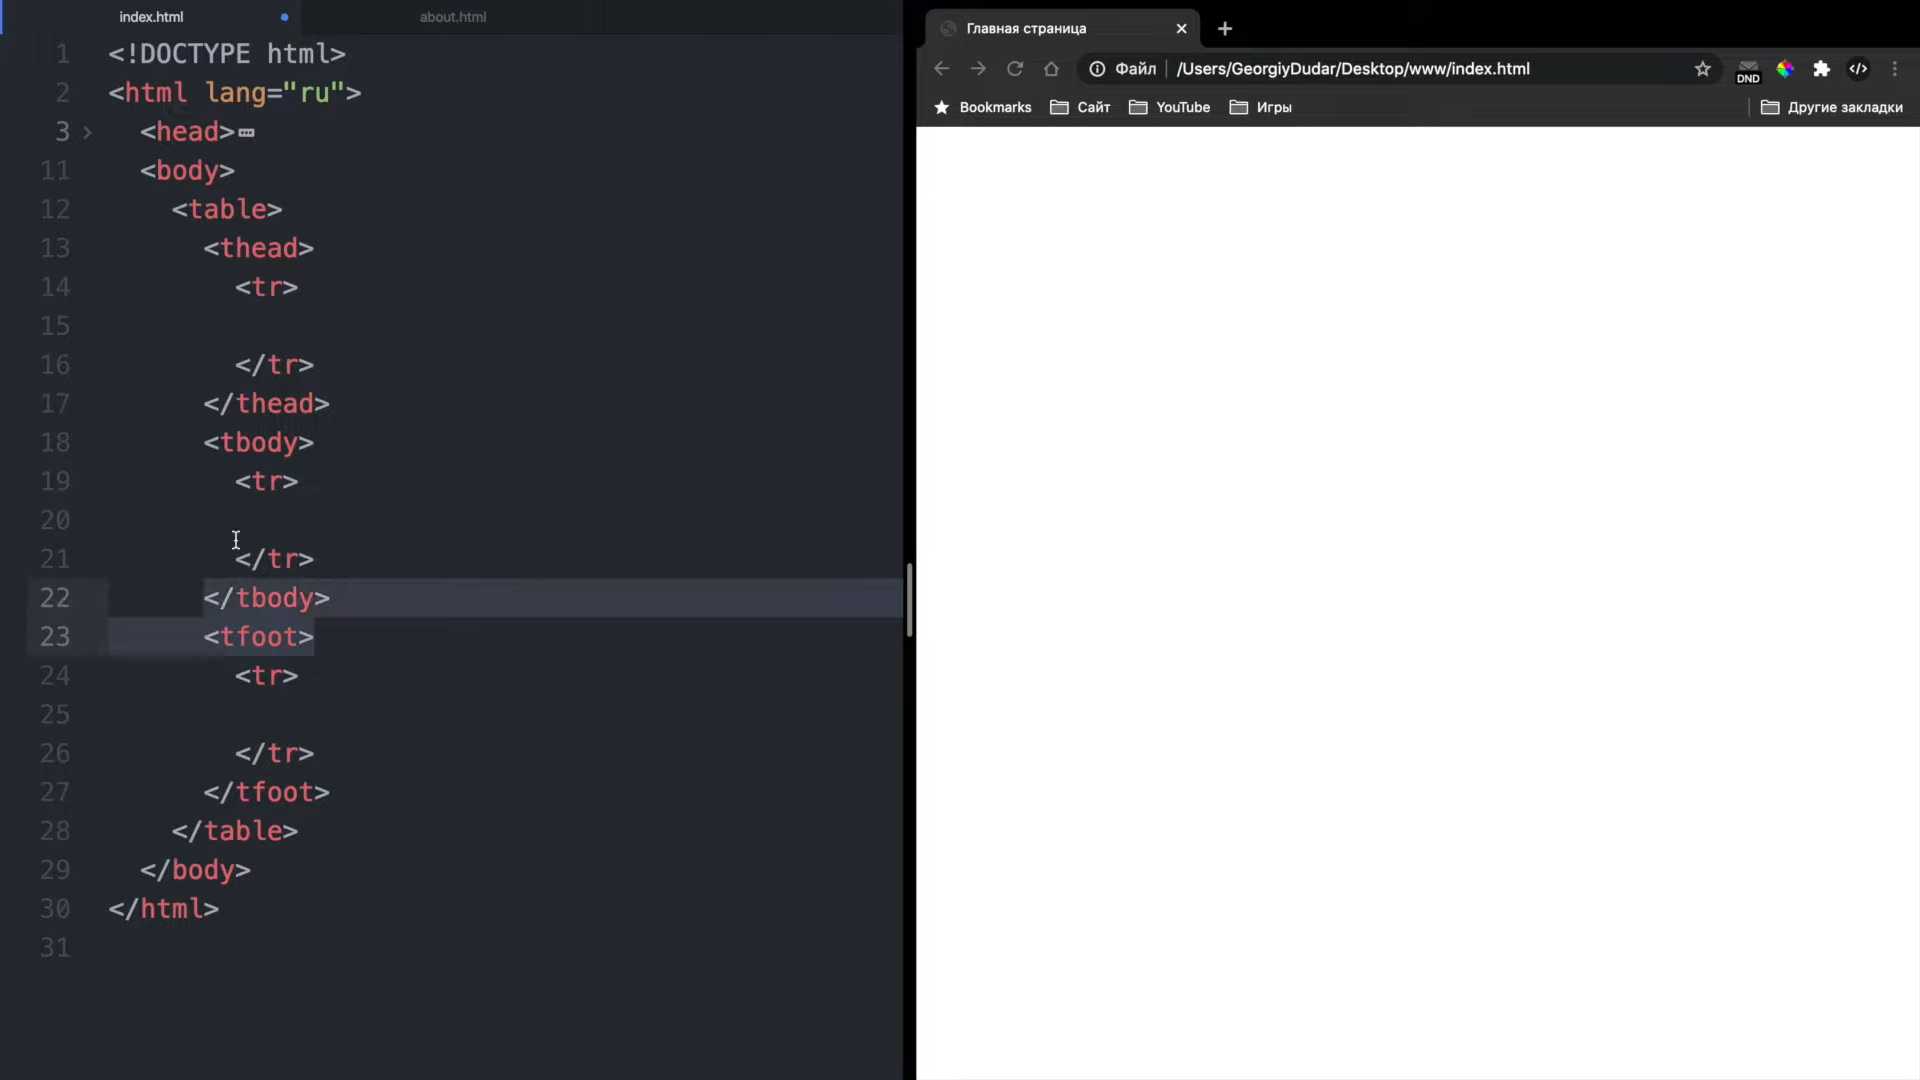 index.html
about.html
1 <!DOCTYPE html>
2 <html lang="ru">
3 <head>
11 <body>
12 <table>
13 <thead>
14 <tr>
15
16 </tr>
17 </thead>
18 <tbody>
19 <tr>
20
21 </tr>
22 </tbody>
23 <tfoot>
24 <tr>
25
26 </tr>
27 </tfoot>
28 </table>
29 </body>
30 </html>
31
Главная страница
Файл | /Users/GeorgiyDudar/Desktop/www/index.html
DND
Bookmarks Сайт YouTube Игры Другие закладки